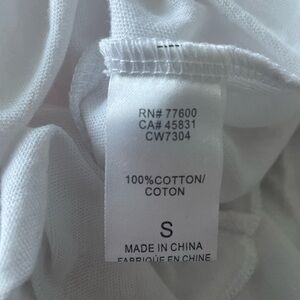 RN# 77600
CA# 45831
CW7304
100%COTTON/
COTON
S
MADE IN CHINA
FABRIQUÉ EN CHINE